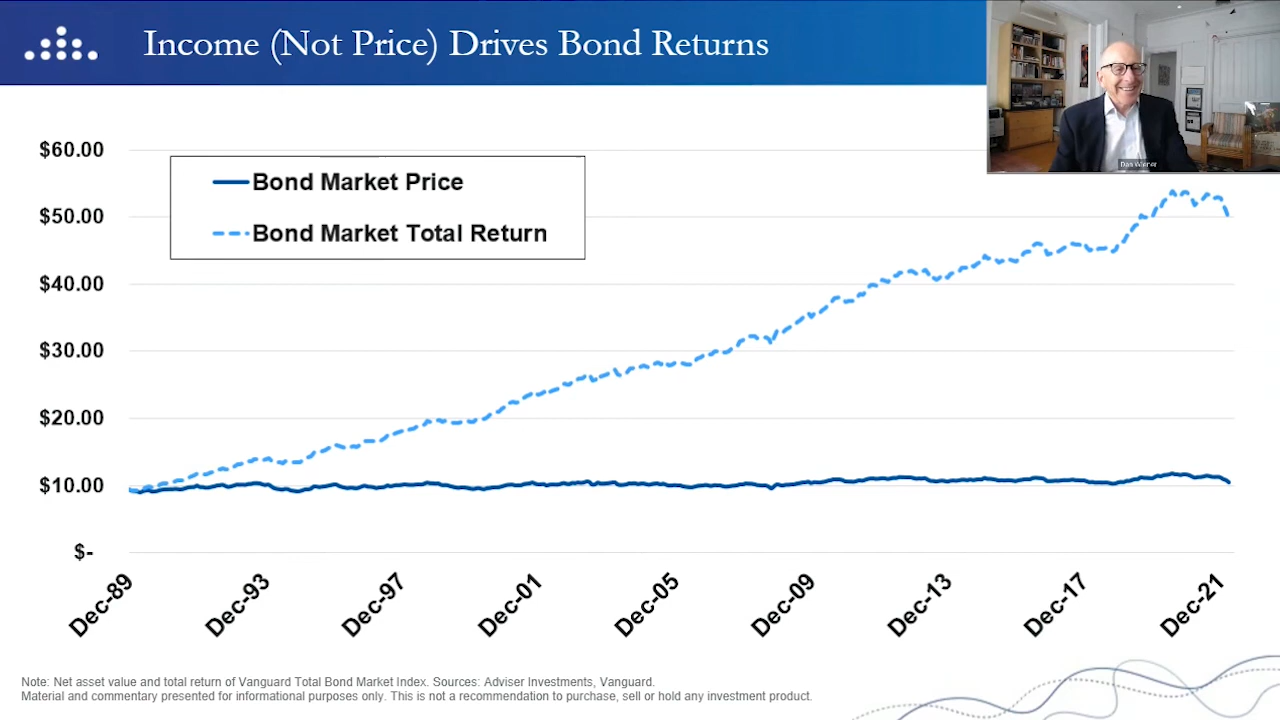 Income (Not Price) Drives Bond Returns
Dan Wiener
$60.00
$50.00
$40.00
$30.00
$20.00
$10.00
$-
Bond Market Price
Bond Market Total Return
Dec-89
Dec-93
Dec-97
Dec-01
Dec-05
Dec-09
Dec-13
Dec-17
Dec-21
Note: Net asset value and total return of Vanguard Total Bond Market Index. Sources: Adviser Investments, Vanguard.
Material and commentary presented for informational purposes only. This is not a recommendation to purchase, sell or hold any investment product.